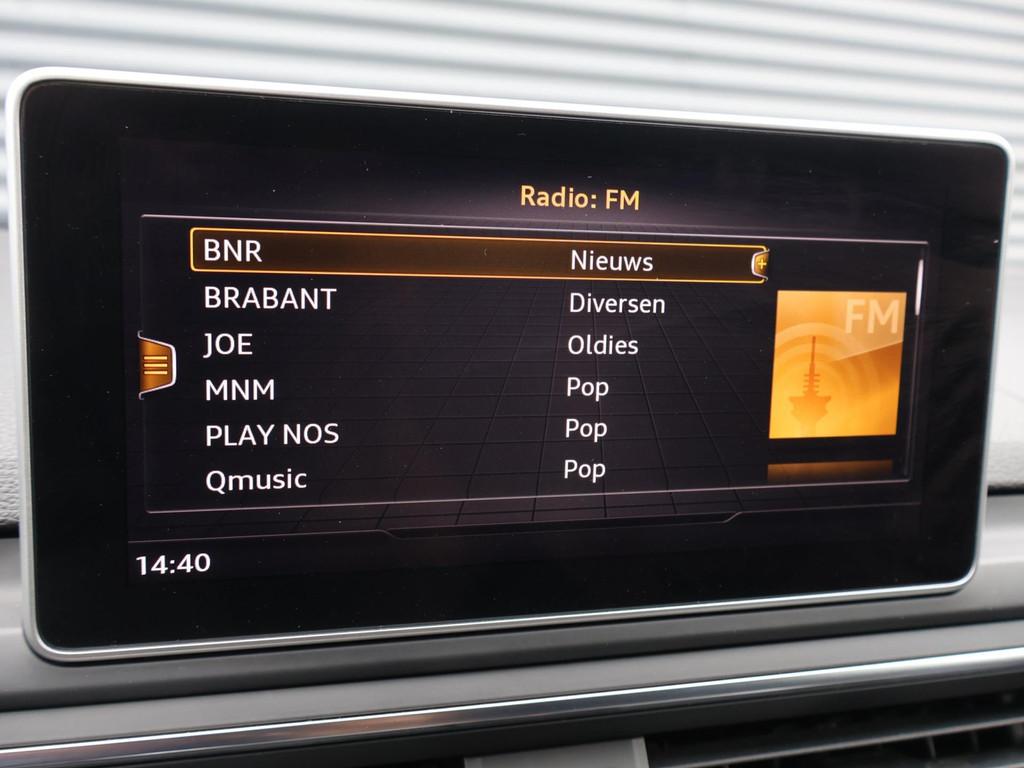 Radio: FM
BNR Nieuws
BRABANT Diversen
JOE Oldies
MNM Pop
PLAY NOS Pop
Qmusic Pop
FM
14:40